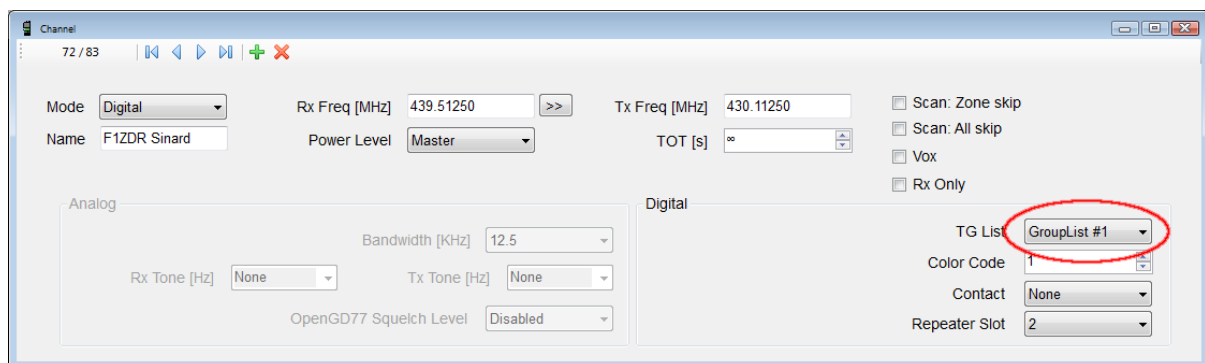 Channel
72 / 83
Mode Digital Rx Freq [MHz] 439.51250 >> Tx Freq [MHz] 430.11250 Scan: Zone skip
Name F1ZDR Sinard Power Level Master TOT [s] ∞ Scan: All skip
Vox
Rx Only
Analog Digital
TG List GroupList #1
Bandwidth [KHz] 12.5
Color Code 1
Rx Tone [Hz] None Tx Tone [Hz] None
Contact None
OpenGD77 Squelch Level Disabled Repeater Slot 2